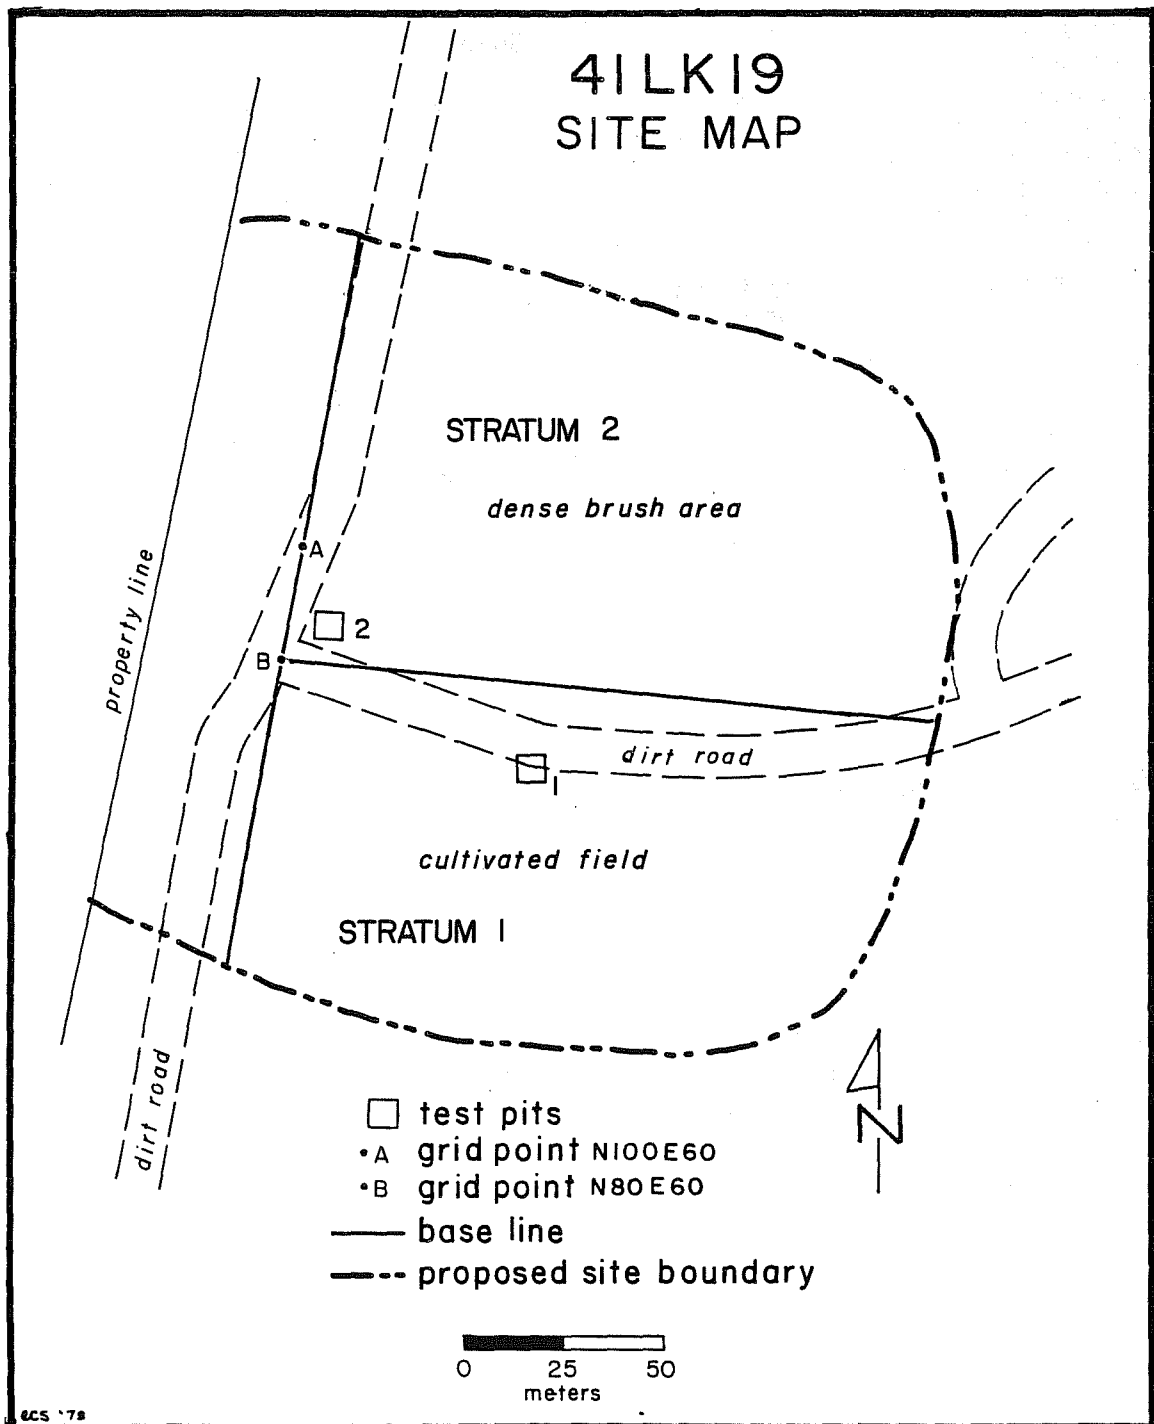 41LK19
SITE MAP
STRATUM 2
dense brush area
A
property line
2
B
dirt road
1
cultivated field
STRATUM 1
dirt road
N
test pits
A grid point N100E60
B grid point N80E60
base line
proposed site boundary
0 25 50
meters
ECS '78